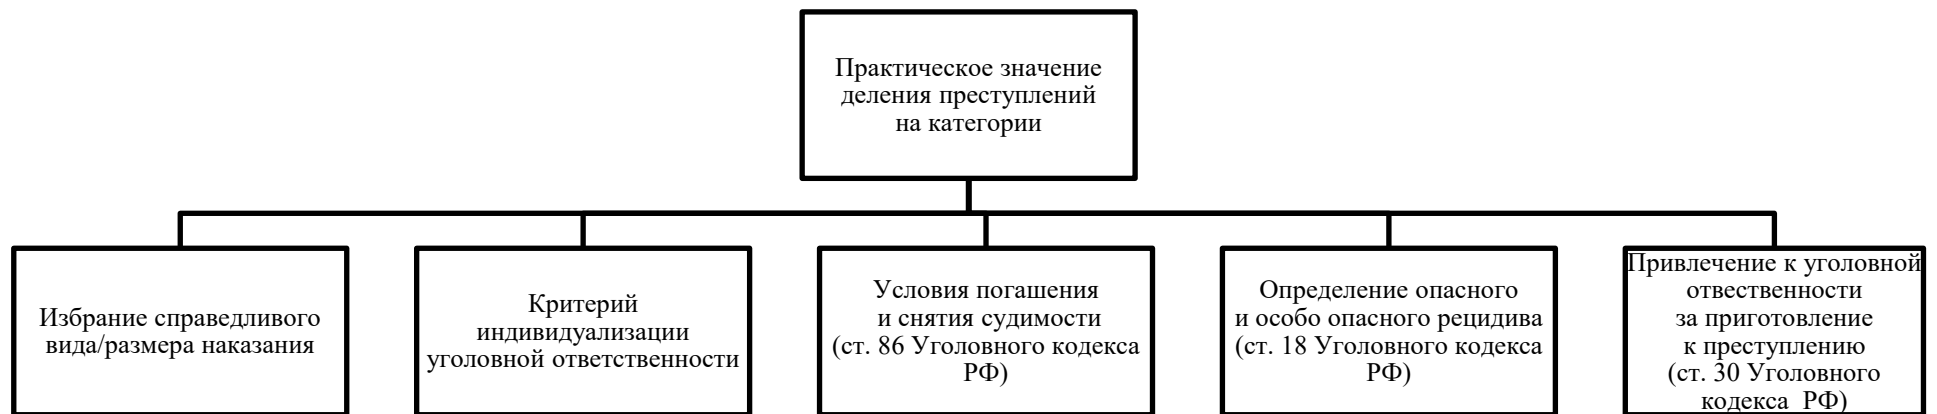 Практическое значение
деления преступлений
на категории
Избрание справедливого
вида/размера наказания
Критерий
индивидуализации
уголовной ответственности
Условия погашения
и снятия судимости
(ст. 86 Уголовного кодекса
РФ)
Определение опасного
и особо опасного рецидива
(ст. 18 Уголовного кодекса
РФ)
Привлечение к уголовной
отвественности
за приготовление
к преступлению
(ст. 30 Уголовного
кодекса РФ)